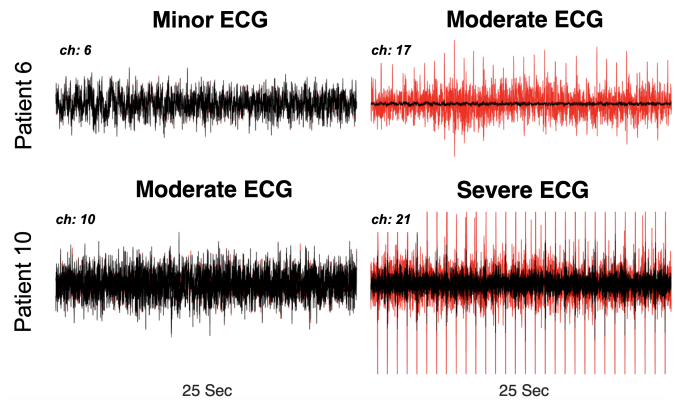 Minor ECG
Moderate ECG
Patient 6
ch: 6
ch: 17
Moderate ECG
Severe ECG
Patient 10
ch: 10
ch: 21
25 Sec
25 Sec